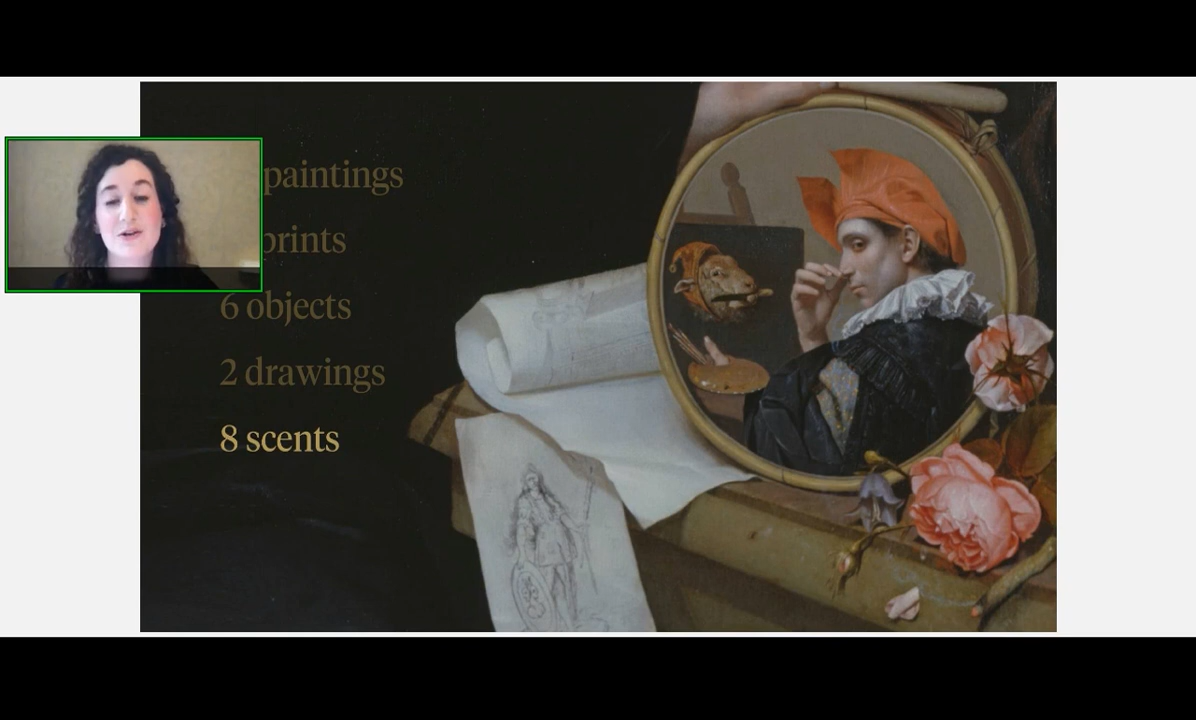 paintings
prints
6 objects
2 drawings
8 scents